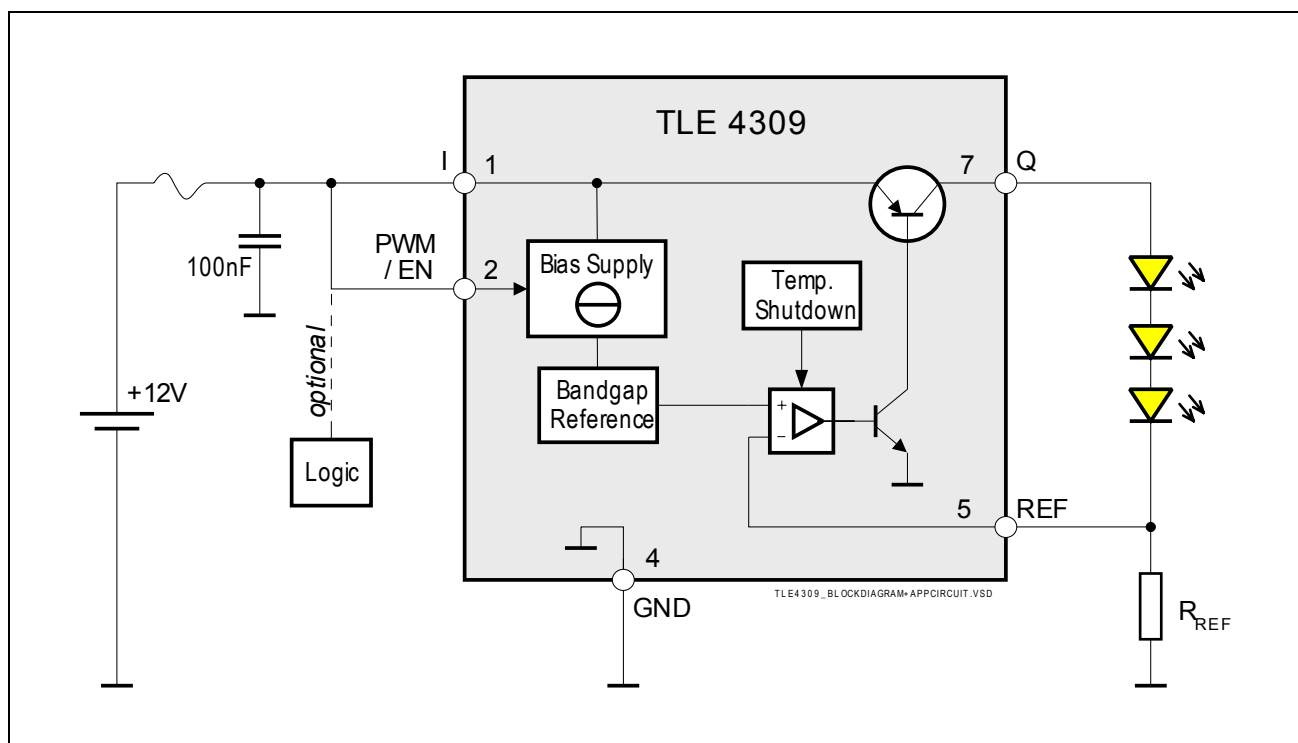 TLE 4309
I
1
7
Q
PWM
/ EN
2
100nF
Bias Supply
Temp.
Shutdown
optional
+12V
Bandgap
Reference
+
−
Logic
5
REF
4
GND
TLE4309_BLOCKDIAGRAM+APPCIRCUIT.VSD
RREF